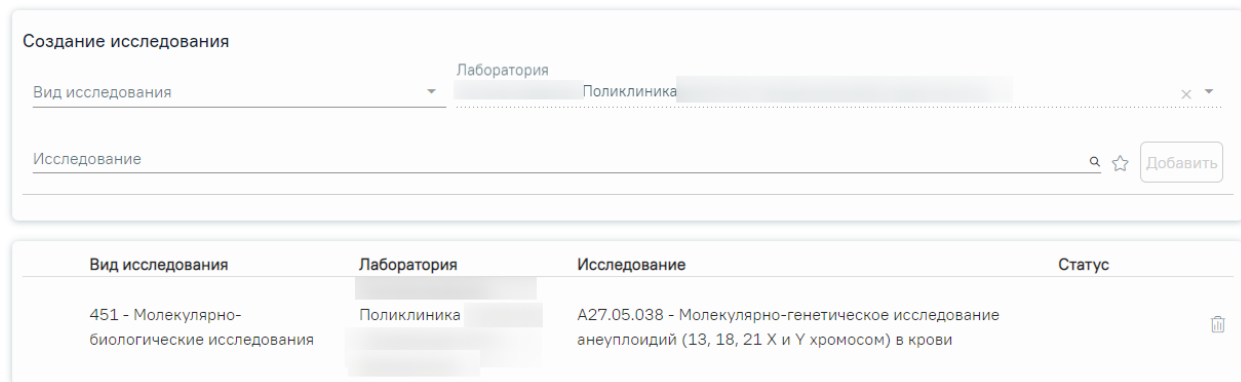 Создание исследования
Лаборатория
Вид исследования
Поликлиника
Исследование
Добавить
Вид исследования Лаборатория Исследование Статус
451 - Молекулярно- Поликлиника А27.05.038 - Молекулярно-генетическое исследование
биологические исследования анеуплоидий (13, 18, 21 Х и Y хромосом) в крови